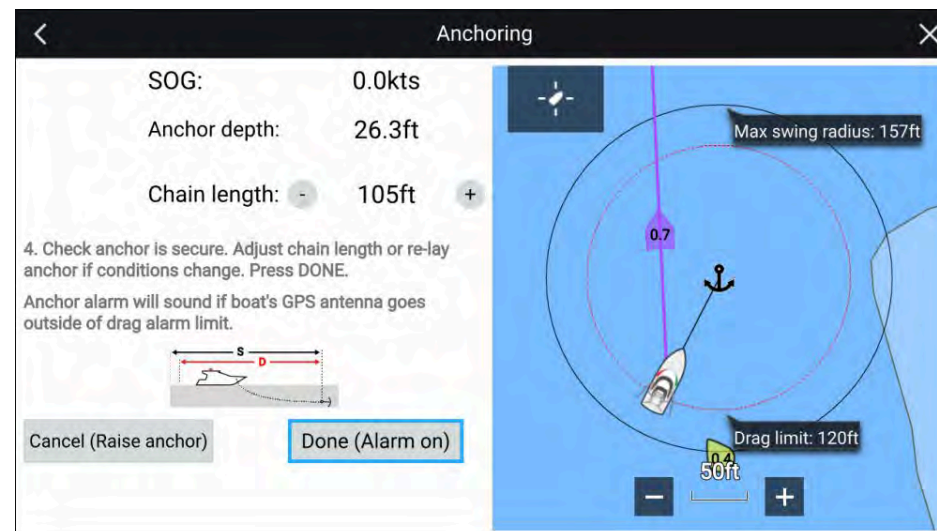 Anchoring
SOG: 0.0kts
Anchor depth: 26.3ft
Chain length: - 105ft +
4. Check anchor is secure. Adjust chain length or re-lay
anchor if conditions change. Press DONE.
Anchor alarm will sound if boat's GPS antenna goes
outside of drag alarm limit.
S
D
Cancel (Raise anchor)
Done (Alarm on)
Max swing radius: 157ft
0.7
Drag limit: 120ft
0.4
50ft